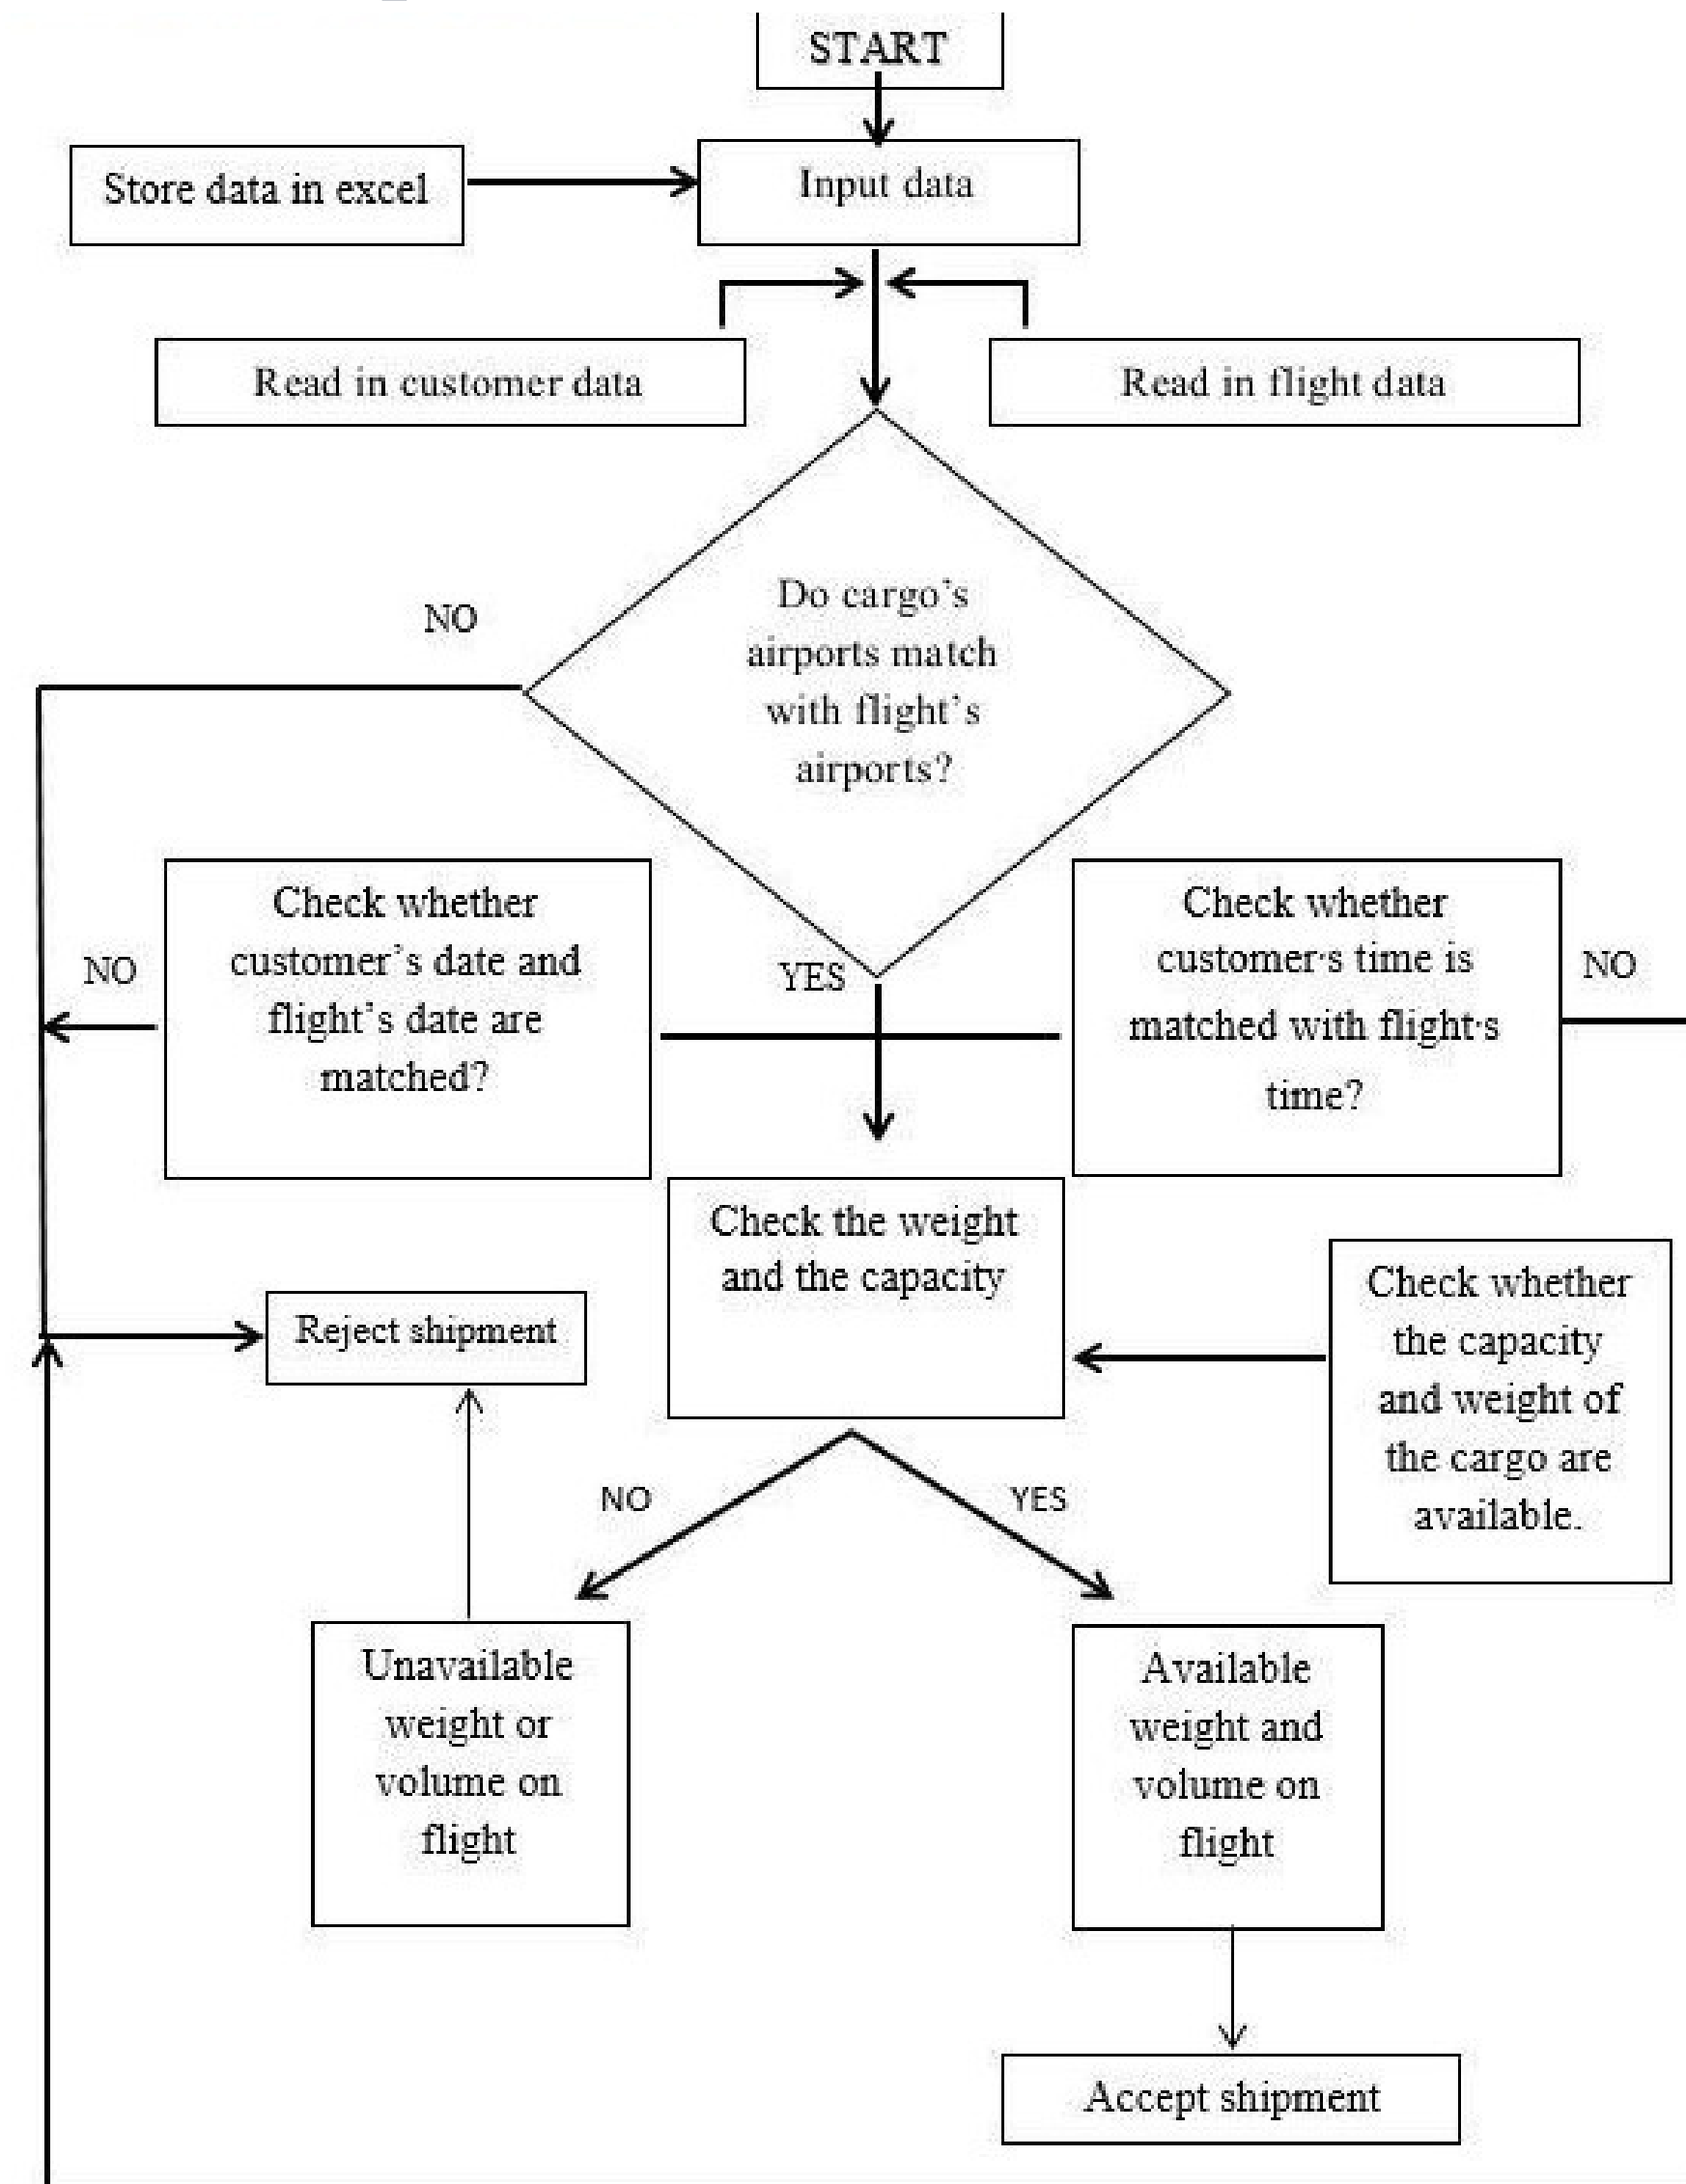 START
Store data in excel
Input data
Read in customer data
Read in flight data
Do cargo’s
airports match
with flight’s
airports?
NO
Check whether
customer’s date and
flight’s date are
matched?
NO
YES
Check whether
customer·s time is
matched with flight·s
time?
NO
Check the weight
and the capacity
Check whether
the capacity
and weight of
the cargo are
available.
Reject shipment
NO
YES
Unavailable
weight or
volume on
flight
Available
weight and
volume on
flight
Accept shipment